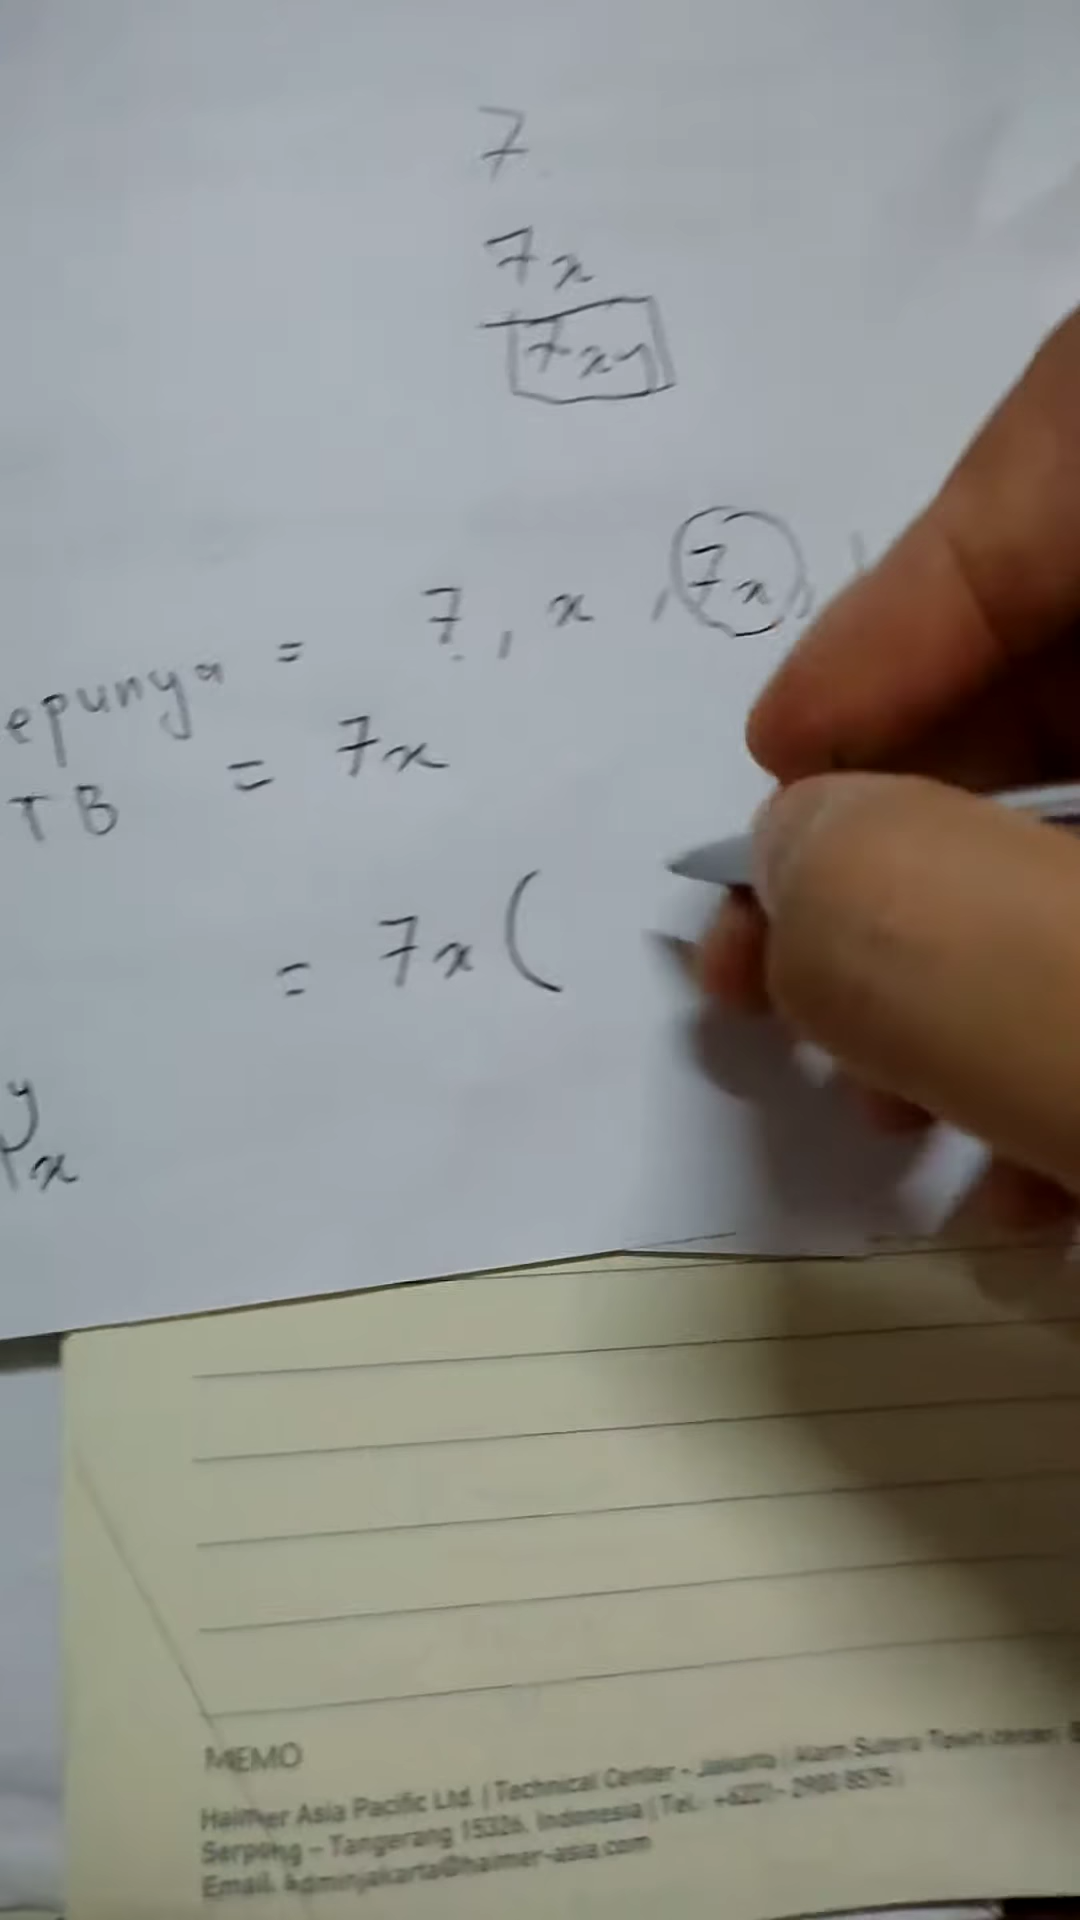 7
7x
7xy
epunya = 7, x, 7x,
TB = 7x
= 7x (
y
x
MEMO
Haimer Asia Pacific Ltd. | Technical Center - Jakarta | Alam Sutera Town center
Serpong - Tangerang 15326, Indonesia | Tel.: +6221- 2900 8575 |
Email. adminjakarta@haimer-asia.com